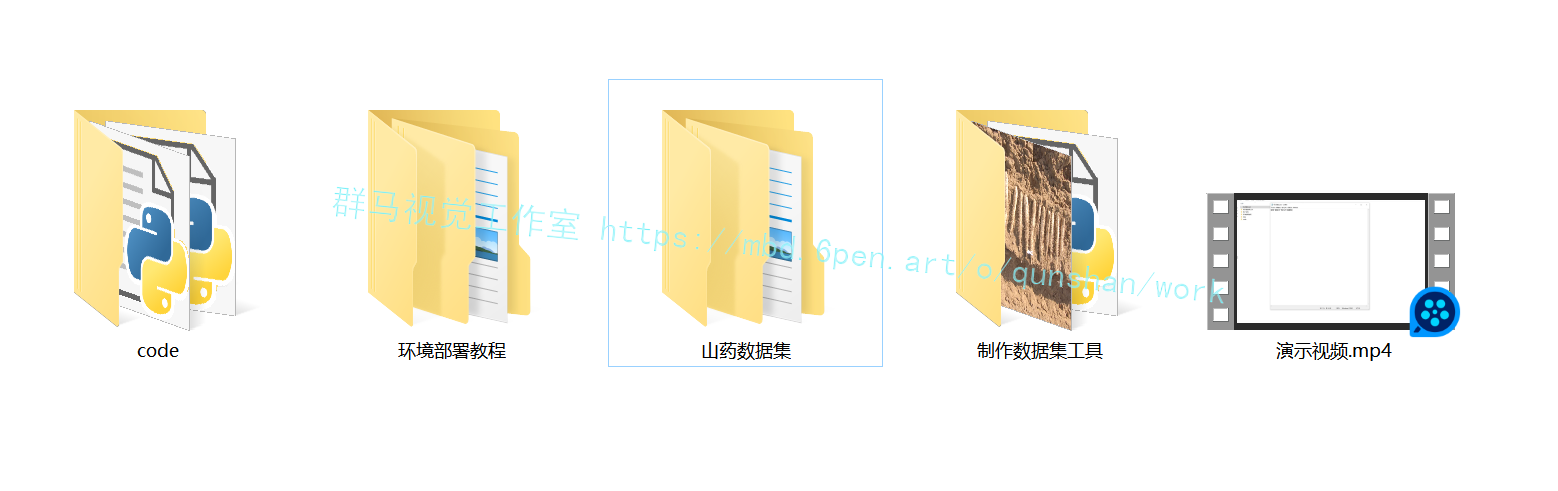 群马视觉工作室 https://mbd.6pen.art/o/qunshan/work
code
环境部署教程
山药数据集
制作数据集工具
演示视频.mp4